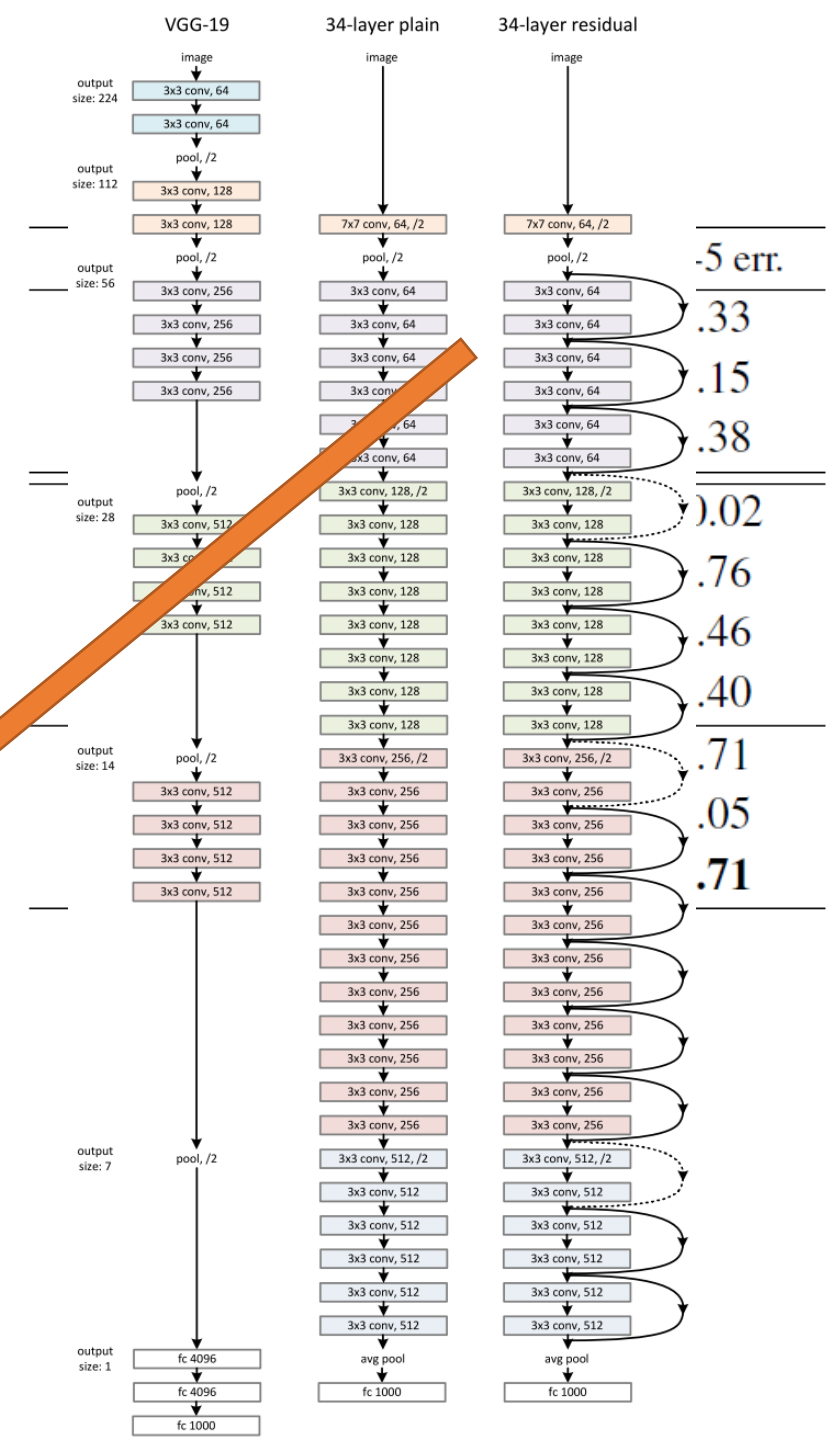 VGG-19
image
output
size: 224
3x3 conv, 64
3x3 conv, 64
pool, /2
output
size: 112
3x3 conv, 128
3x3 conv, 128
pool, /2
output
size: 56
3x3 conv, 256
3x3 conv, 256
3x3 conv, 256
3x3 conv, 256
pool, /2
output
size: 28
3x3 conv, 512
3x3
512
3x3 conv, 512
pool, /2
output
size: 14
3x3 conv, 512
3x3 conv, 512
3x3 conv, 512
3x3 conv, 512
output
size: 7
pool, /2
output
size: 1
fc 4096
fc 4096
fc 1000
34-layer plain
image
7x7 conv, 64, /2
pool, /2
3x3 conv, 64
3x3 conv, 64
3x3 conv, 64
3x3
64
3x3 conv, 64
3x3 conv, 128, /2
3x3 conv, 128
3x3 conv, 128
3x3 conv, 128
3x3 conv, 128
3x3 conv, 128
3x3 conv, 128
3x3 conv, 128
3x3 conv, 256, /2
3x3 conv, 256
3x3 conv, 256
3x3 conv, 256
3x3 conv, 256
3x3 conv, 256
3x3 conv, 256
3x3 conv, 256
3x3 conv, 256
3x3 conv, 256
3x3 conv, 256
3x3 conv, 256
3x3 conv, 512, /2
3x3 conv, 512
3x3 conv, 512
3x3 conv, 512
3x3 conv, 512
3x3 conv, 512
avg pool
fc 1000
34-layer residual
image
7x7 conv, 64, /2
pool, /2
3x3 conv, 64
3x3 conv, 64
3x3 conv, 64
3x3 conv, 64
3x3 conv, 64
3x3 conv, 64
3x3 conv, 128, /2
3x3 conv, 128
3x3 conv, 128
3x3 conv, 128
3x3 conv, 128
3x3 conv, 128
3x3 conv, 128
3x3 conv, 128
3x3 conv, 256, /2
3x3 conv, 256
3x3 conv, 256
3x3 conv, 256
3x3 conv, 256
3x3 conv, 256
3x3 conv, 256
3x3 conv, 256
3x3 conv, 256
3x3 conv, 256
3x3 conv, 256
3x3 conv, 256
3x3 conv, 512, /2
3x3 conv, 512
3x3 conv, 512
3x3 conv, 512
3x3 conv, 512
3x3 conv, 512
avg pool
fc 1000
-5 err.
.33
.15
.38
.02
.76
.46
.40
.71
.05
.71